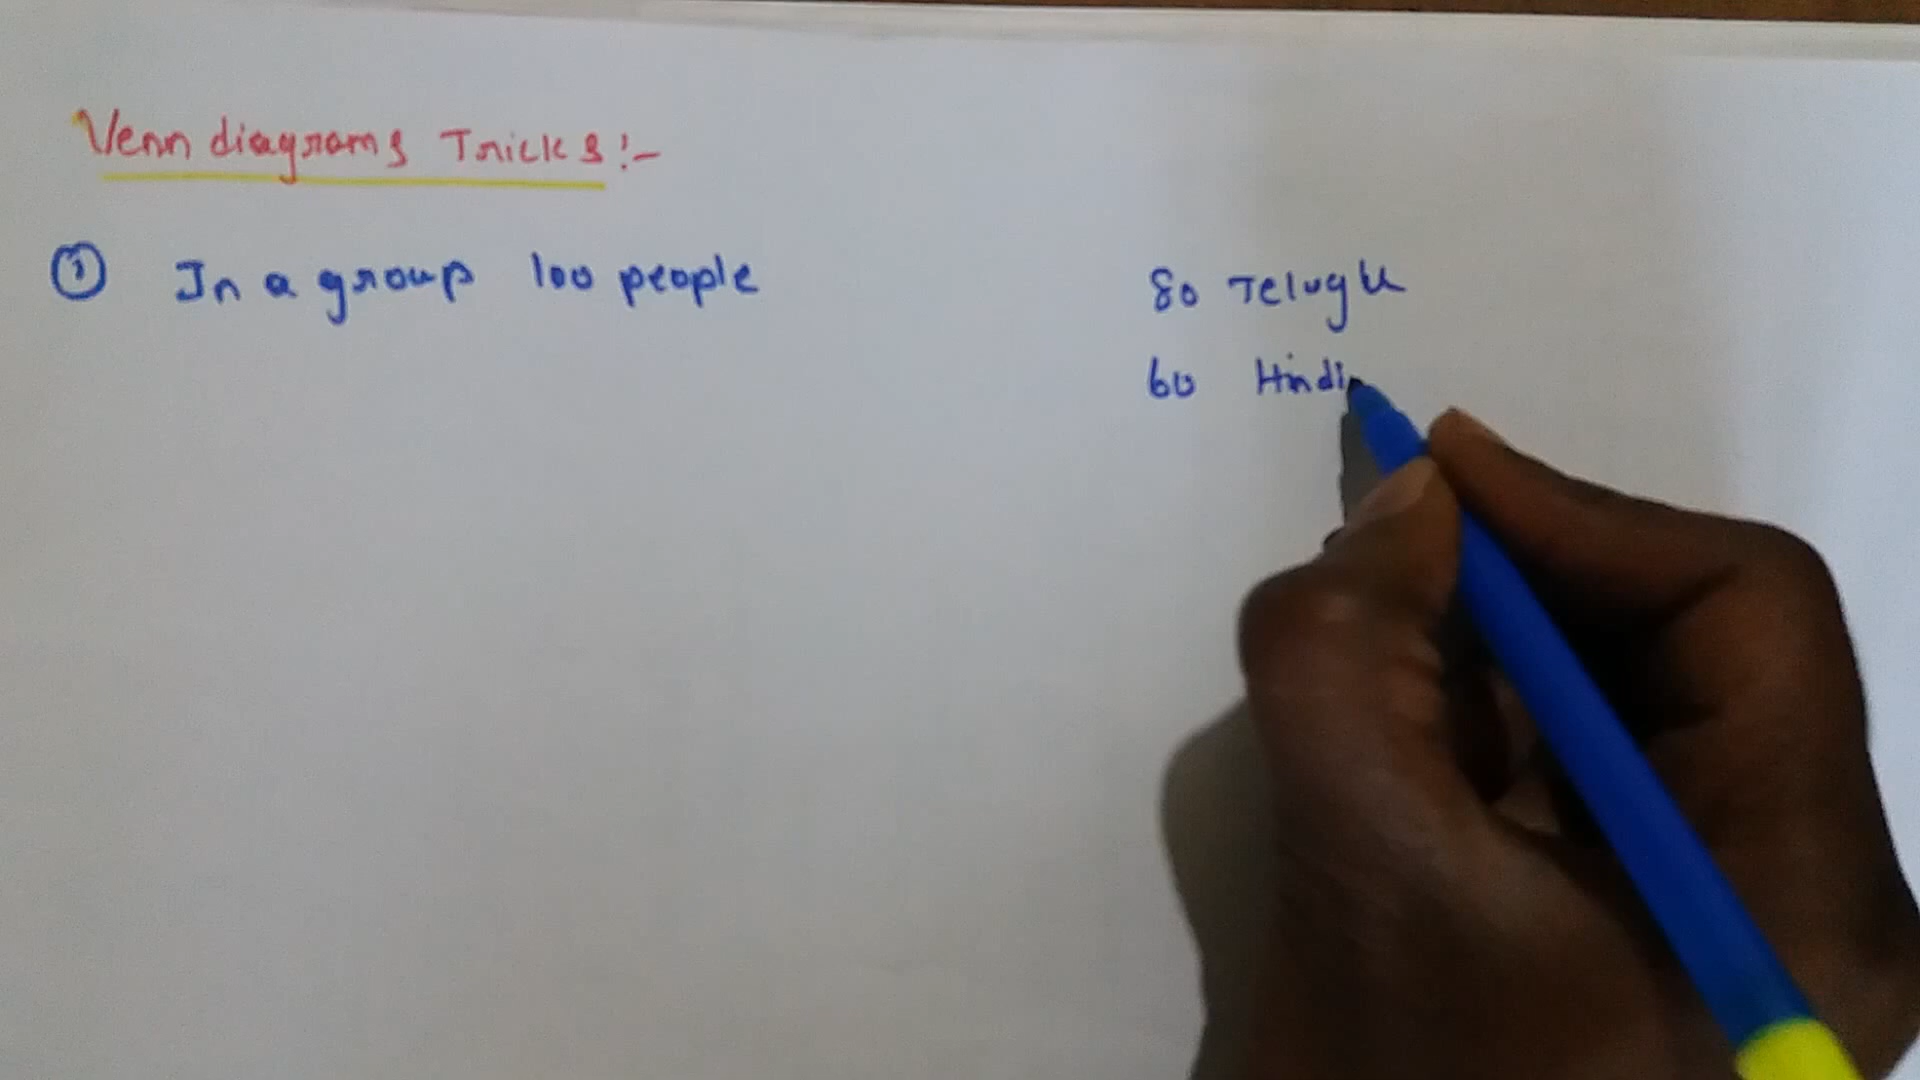 Venn diagrams Tricks:-
① In a group 100 people
80 Telugu
60 Hindi